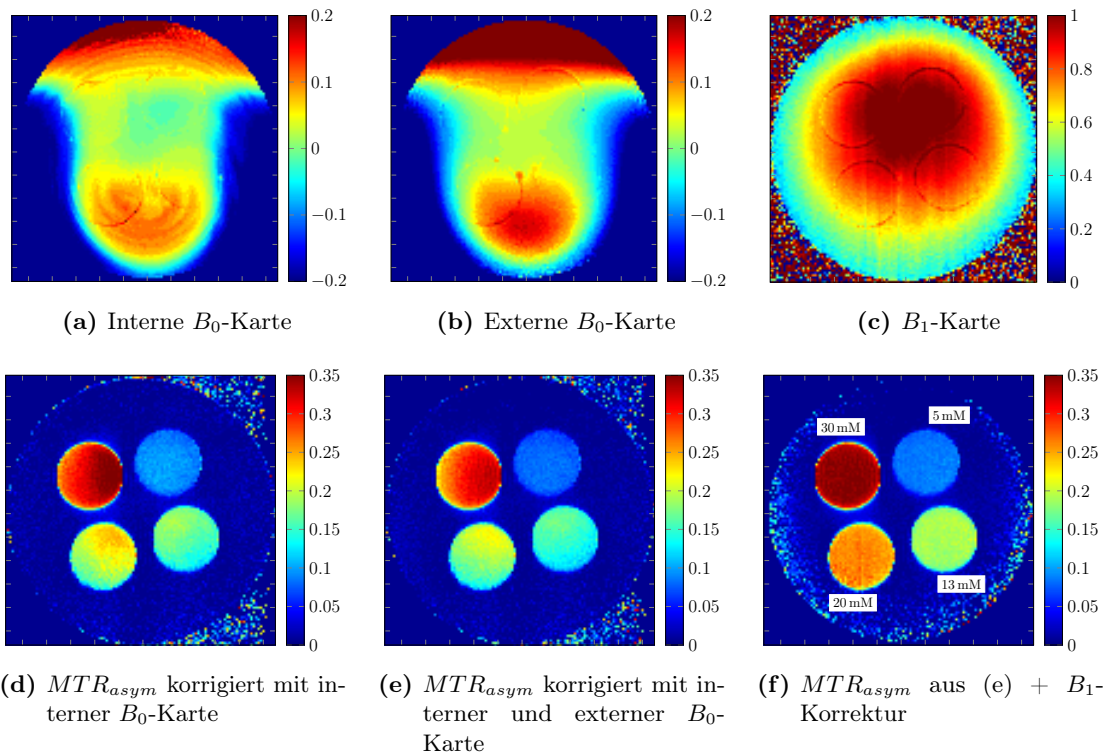 0.2
0.1
0
−0.1
−0.2
0.2
0.1
0
−0.1
−0.2
1
0.8
0.6
0.4
0.2
0
(a) Interne B₀-Karte
(b) Externe B₀-Karte
(c) B₁-Karte
0.35
0.3
0.25
0.2
0.15
0.1
0.05
0
0.35
0.3
0.25
0.2
0.15
0.1
0.05
0
30 mM
5 mM
20 mM
13 mM
0.35
0.3
0.25
0.2
0.15
0.1
0.05
0
(d) MTRasym korrigiert mit in-
terner B₀-Karte
(e) MTRasym korrigiert mit in-
terner und externer B₀-
Karte
(f) MTRasym aus (e) + B₁-
Korrektur